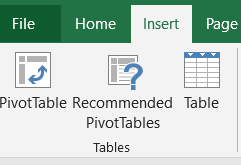 File Home Insert Page
PivotTable Recommended Table
PivotTables
Tables